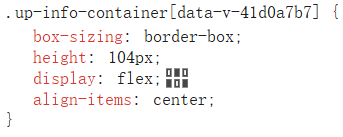 .up-info-container[data-v-41d0a7b7] {
box-sizing: border-box;
height: 104px;
display: flex;
align-items: center;
}